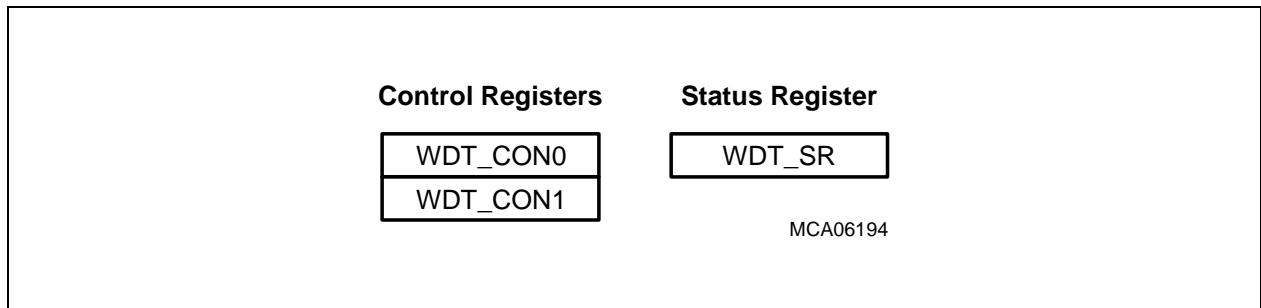 Control Registers
Status Register
WDT_CON0
WDT_SR
WDT_CON1
MCA06194